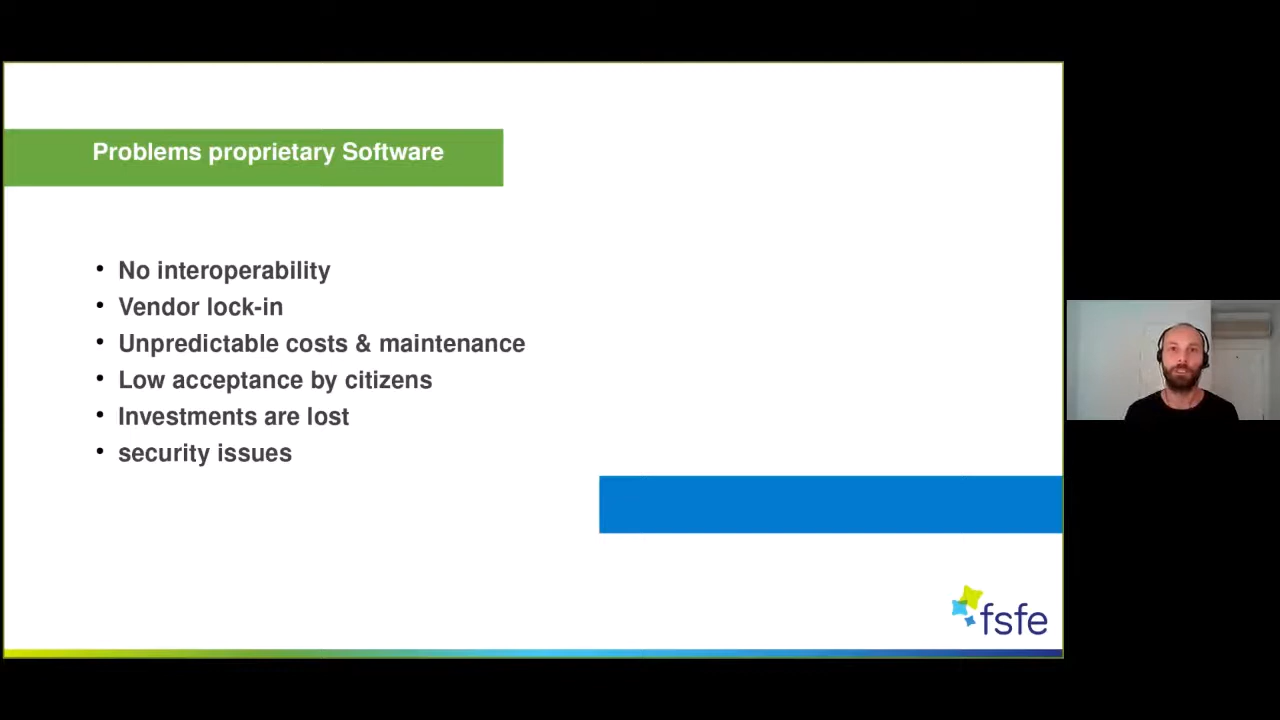 Problems proprietary Software
• No interoperability
• Vendor lock-in
• Unpredictable costs & maintenance
• Low acceptance by citizens
• Investments are lost
• security issues
fsfe